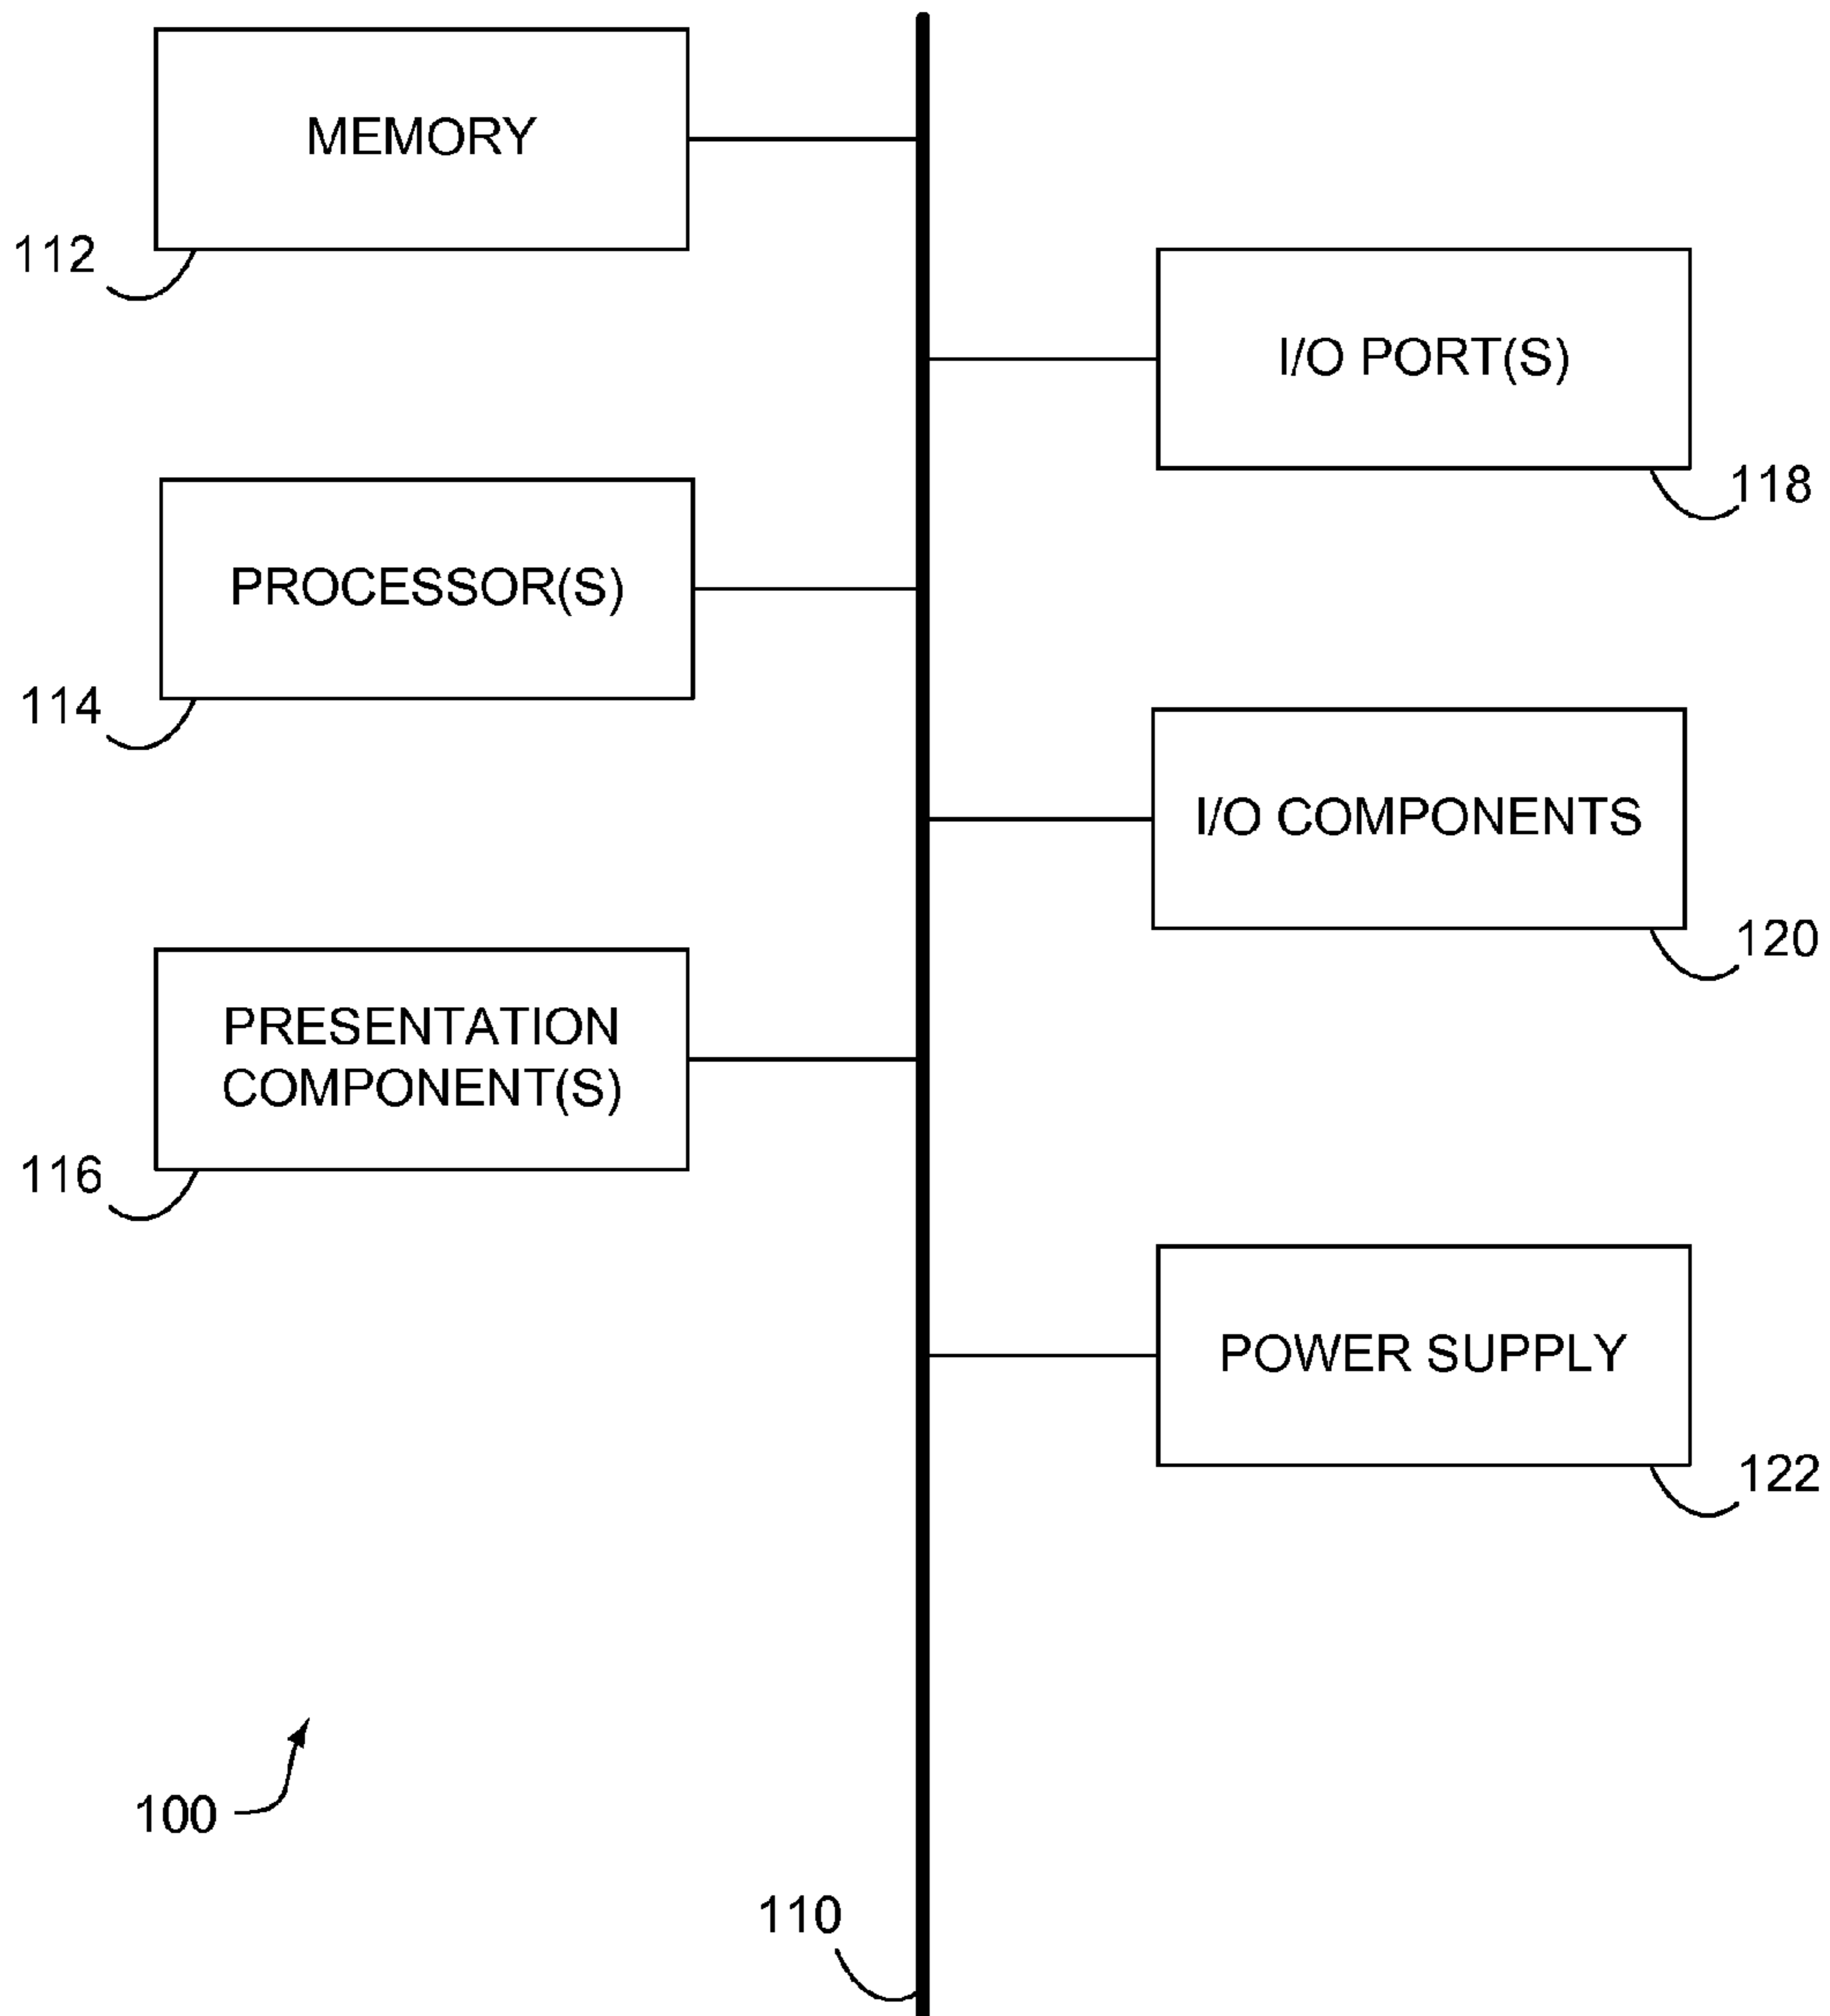 MEMORY
112
I/O PORT(S)
118
PROCESSOR(S)
114
I/O COMPONENTS
120
PRESENTATION
COMPONENT(S)
116
POWER SUPPLY
122
100
110